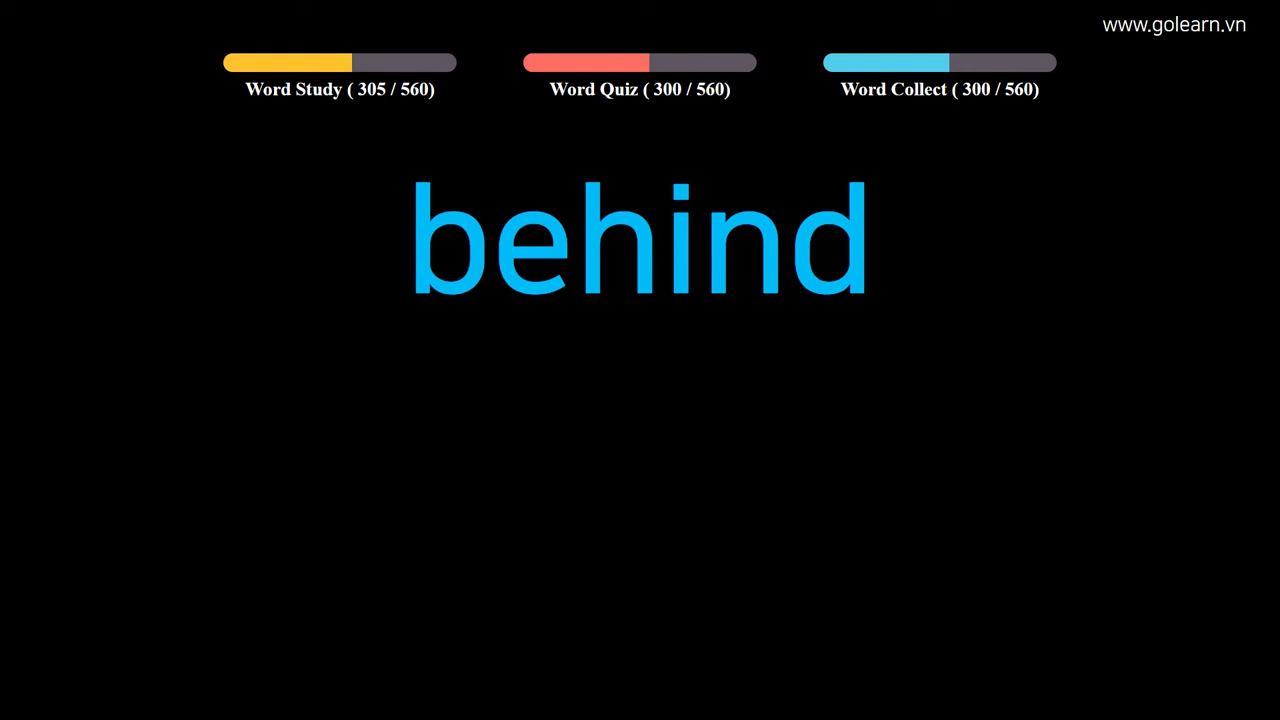 www.golearn.vn
Word Study ( 305 / 560)
Word Quiz ( 300 / 560)
Word Collect ( 300 / 560)
behind